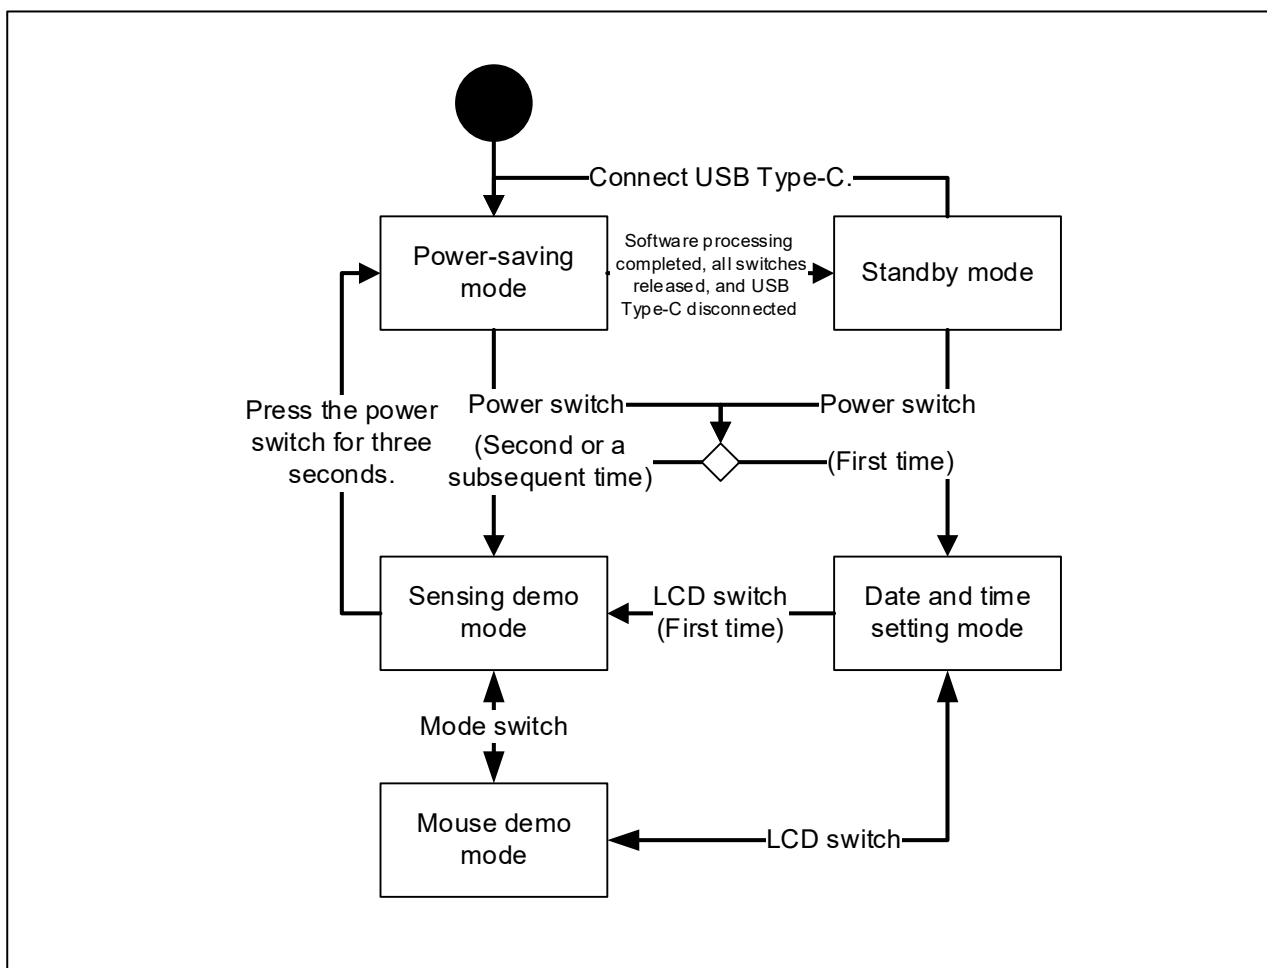 Connect USB Type-C.
Power-saving
mode
Software processing
completed, all switches
released, and USB
Type-C disconnected
Standby mode
Press the power
switch for three
seconds.
Power switch
Power switch
(Second or a
subsequent time)
(First time)
Sensing demo
mode
LCD switch
(First time)
Date and time
setting mode
Mode switch
Mouse demo
mode
LCD switch